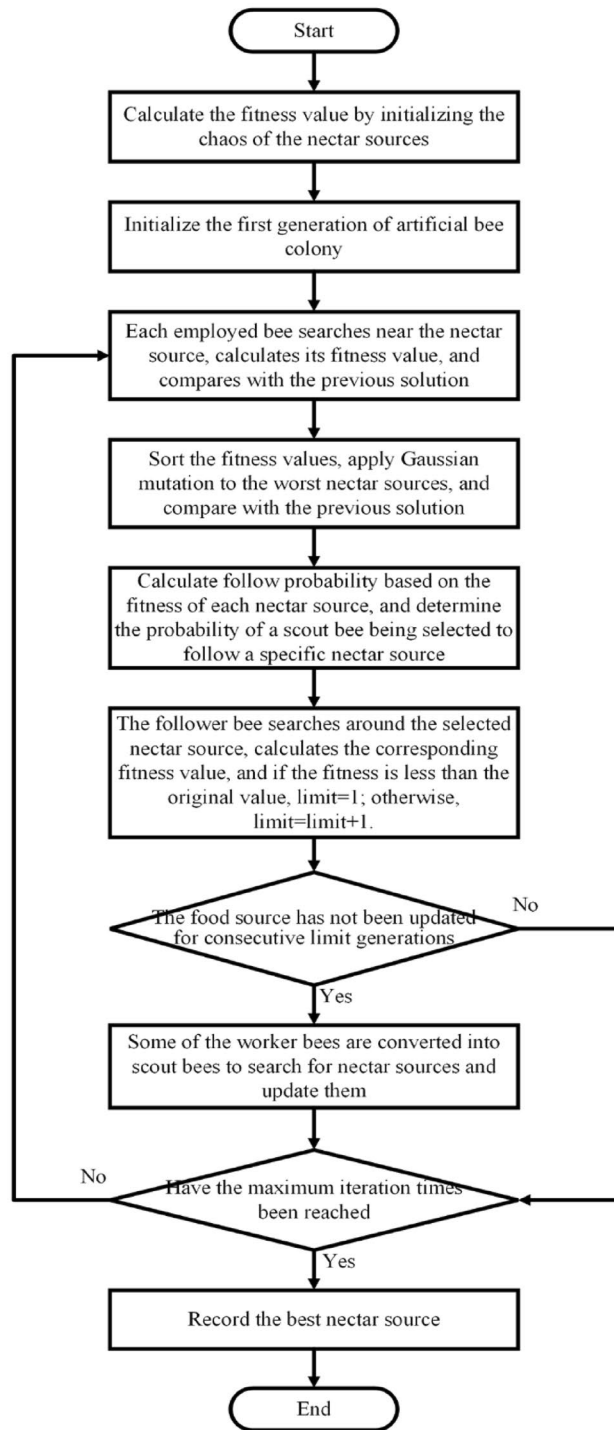 Start
Calculate the fitness value by initializing the
chaos of the nectar sources
Initialize the first generation of artificial bee
colony
Each employed bee searches near the nectar
source, calculates its fitness value, and
compares with the previous solution
Sort the fitness values, apply Gaussian
mutation to the worst nectar sources, and
compare with the previous solution
Calculate follow probability based on the
fitness of each nectar source, and determine
the probability of a scout bee being selected to
follow a specific nectar source
The follower bee searches around the selected
nectar source, calculates the corresponding
fitness value, and if the fitness is less than the
original value, limit=1; otherwise,
limit=limit+1.
The food source has not been updated
for consecutive limit generations
No
Yes
Some of the worker bees are converted into
scout bees to search for nectar sources and
update them
No
Have the maximum iteration times
been reached
Yes
Record the best nectar source
End